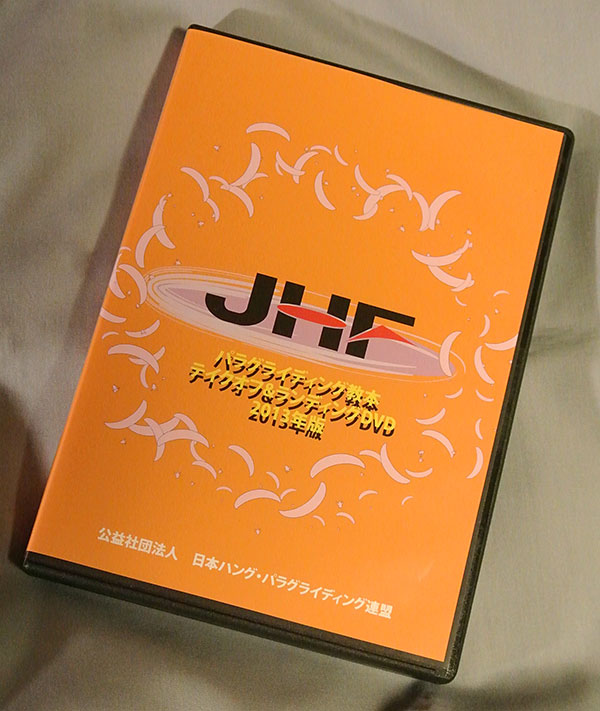 JHF
パラグライディング教本
テイクオフ&ランディングDVD
2013年版
公益社団法人 日本ハング・パラグライディング連盟